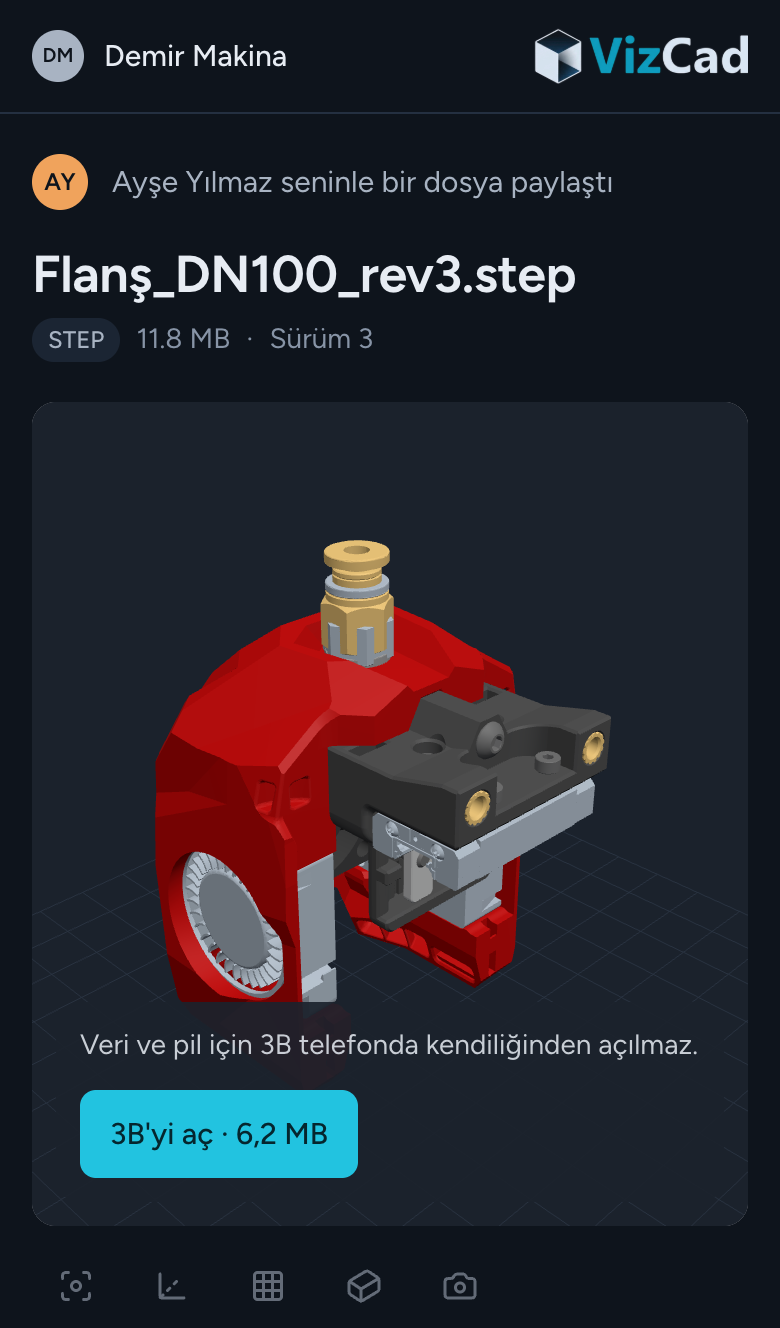 DM
Demir Makina
VizCad
AY
Ayşe Yılmaz seninle bir dosya paylaştı
Flanş_DN100_rev3.step
STEP
11.8 MB · Sürüm 3
Veri ve pil için 3B telefonda kendiliğinden açılmaz.
3B'yi aç · 6,2 MB